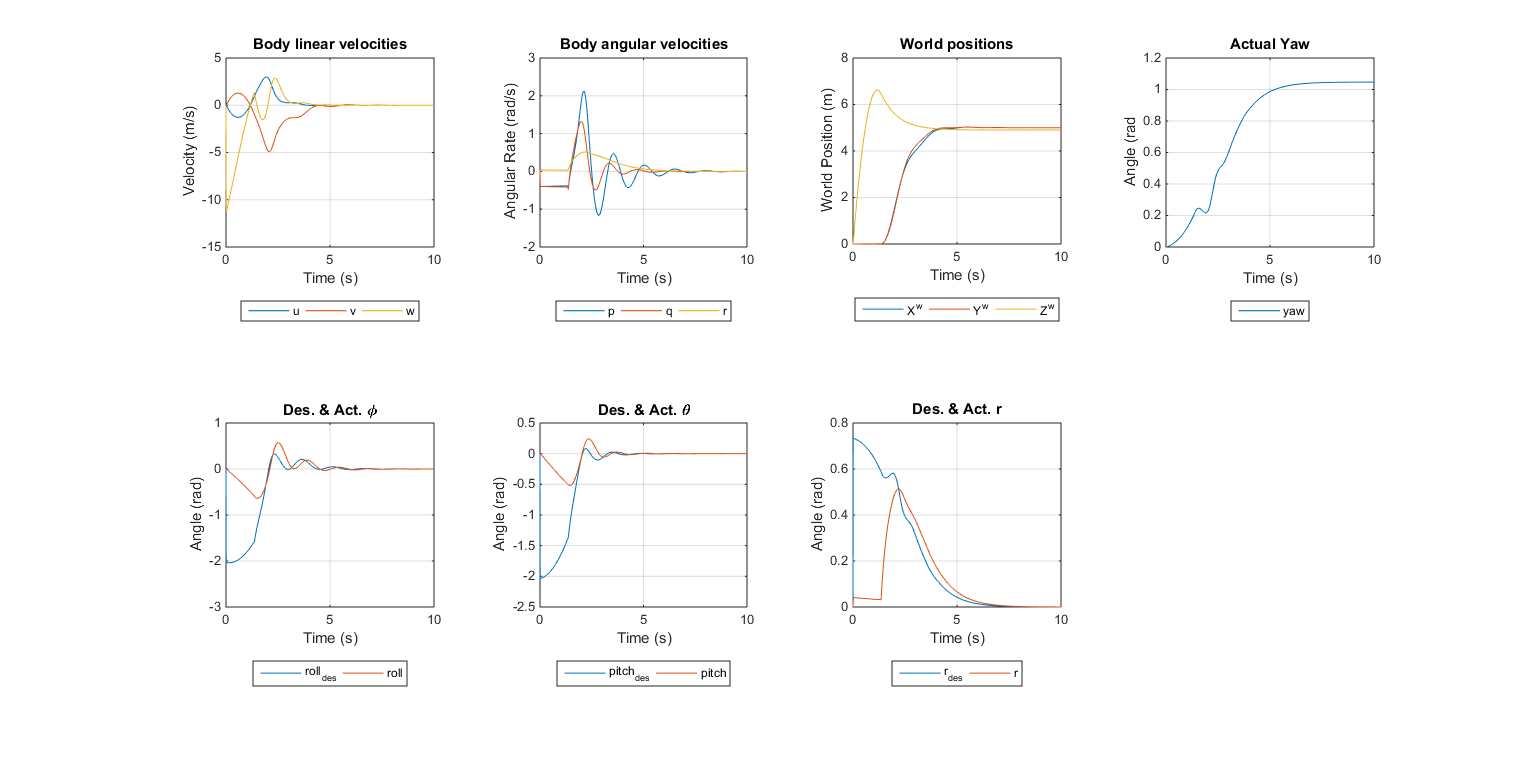 Body linear velocities
Velocity (m/s)
5
0
-5
-10
-15
0 5 10
Time (s)
u v w
Body angular velocities
Angular Rate (rad/s)
3
2
1
0
-1
-2
0 5 10
Time (s)
p q r
World positions
World Position (m)
8
6
4
2
0
0 5 10
Time (s)
Xʷ Yʷ Zʷ
Actual Yaw
Angle (rad
1.2
1
0.8
0.6
0.4
0.2
0
0 5 10
Time (s)
yaw
Des. & Act. ϕ
Angle (rad)
1
0
-1
-2
-3
0 5 10
Time (s)
roll_des roll
Des. & Act. θ
Angle (rad)
0.5
0
-0.5
-1
-1.5
-2
-2.5
0 5 10
Time (s)
pitch_des pitch
Des. & Act. r
Angle (rad)
0.8
0.6
0.4
0.2
0
0 5 10
Time (s)
r_des r